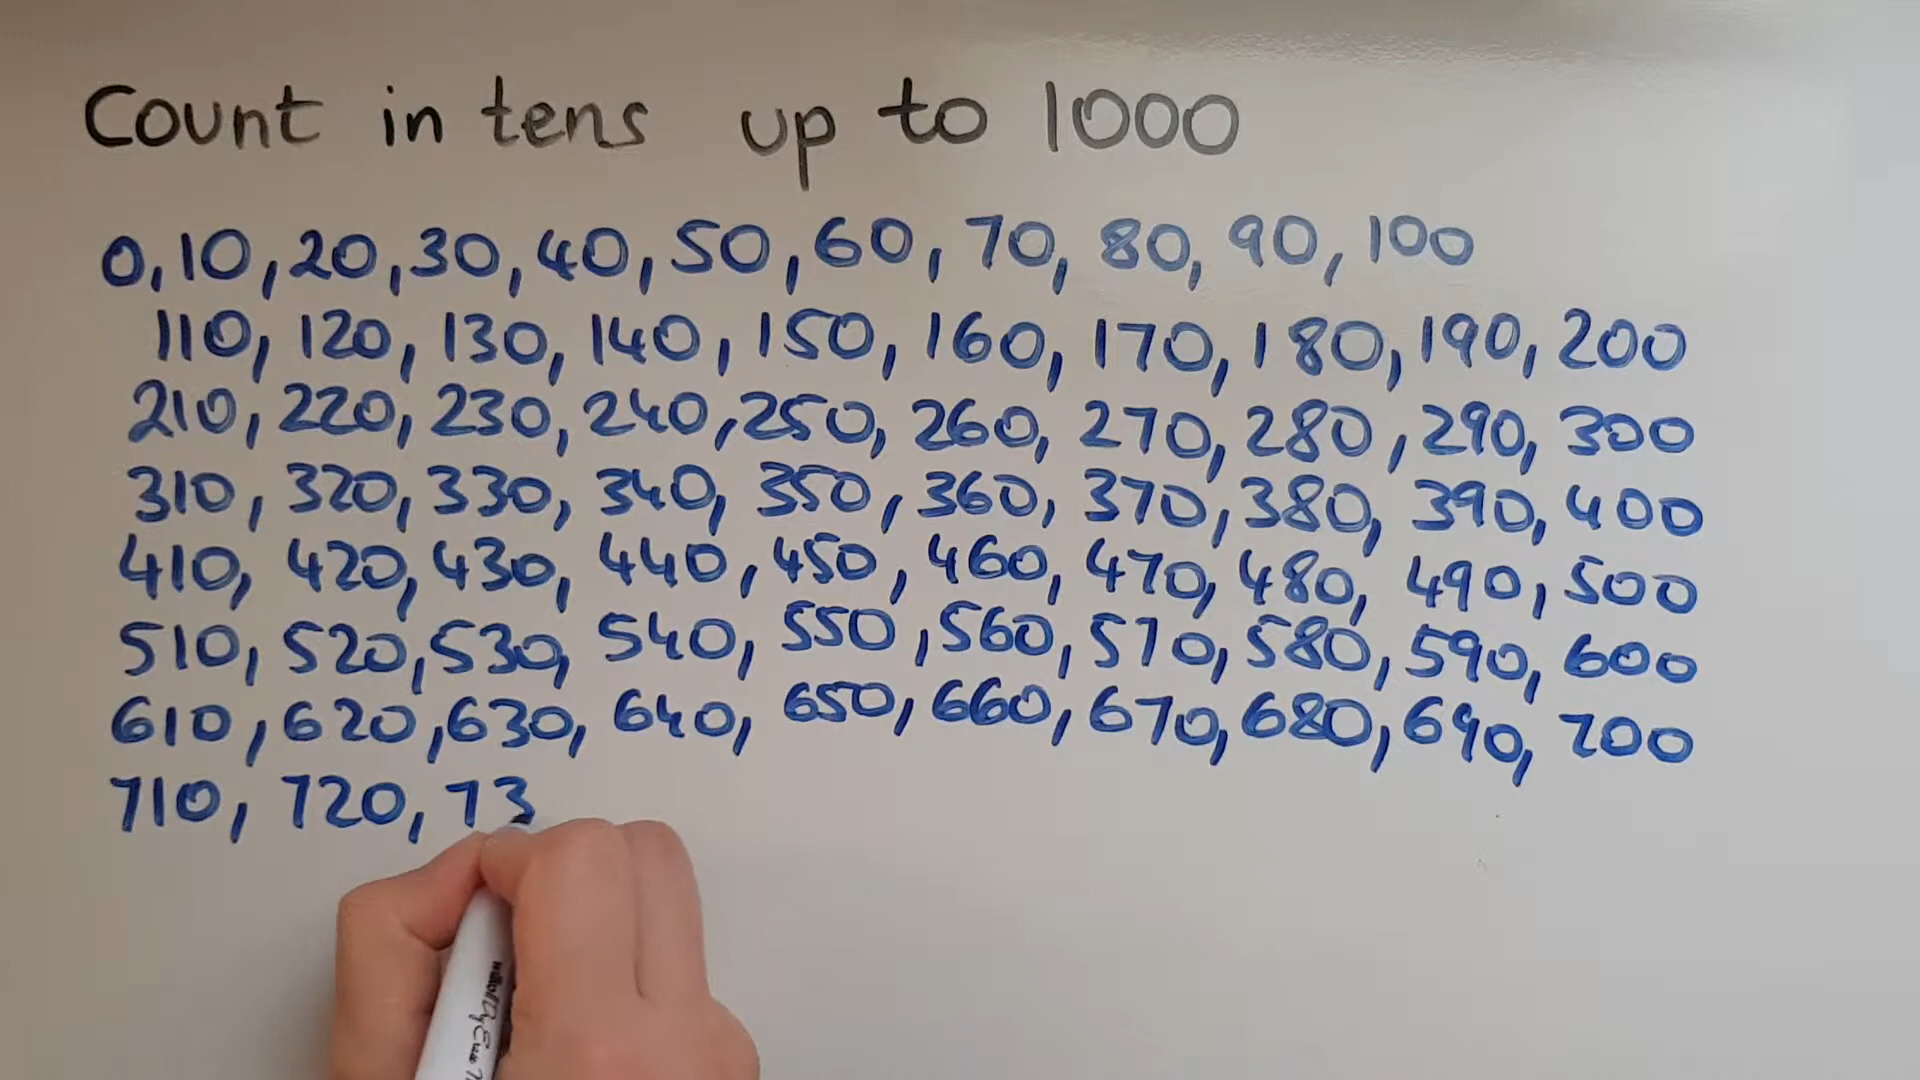 Count in tens up to 1000
0, 10, 20, 30, 40, 50, 60, 70, 80, 90, 100
110, 120, 130, 140, 150, 160, 170, 180, 190, 200
210, 220, 230, 240, 250, 260, 270, 280, 290, 300
310, 320, 330, 340, 350, 360, 370, 380, 390, 400
410, 420, 430, 440, 450, 460, 470, 480, 490, 500
510, 520, 530, 540, 550, 560, 570, 580, 590, 600
610, 620, 630, 640, 650, 660, 670, 680, 690, 700
710, 720, 73